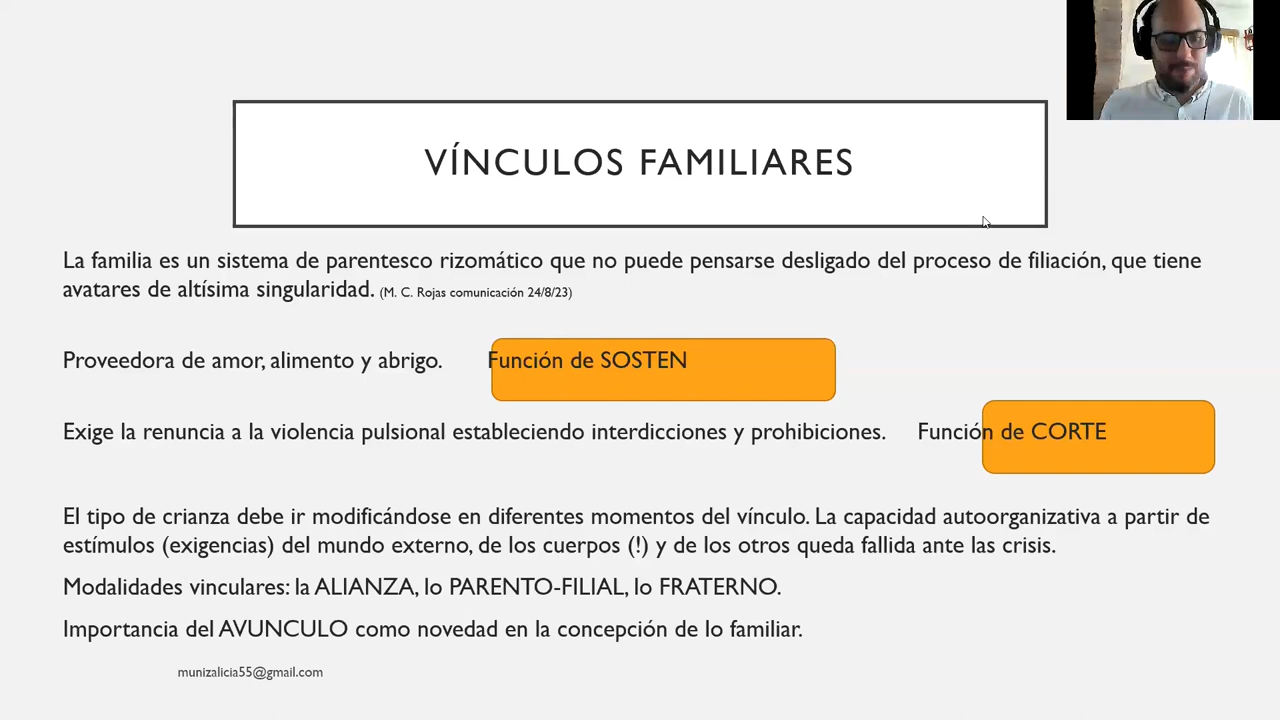 VÍNCULOS FAMILIARES
La familia es un sistema de parentesco rizomático que no puede pensarse desligado del proceso de filiación, que tiene
avatares de altísima singularidad. (M. C. Rojas comunicación 24/8/23)
Proveedora de amor, alimento y abrigo. Función de SOSTEN
Exige la renuncia a la violencia pulsional estableciendo interdicciones y prohibiciones. Función de CORTE
El tipo de crianza debe ir modificándose en diferentes momentos del vínculo. La capacidad autoorganizativa a partir de
estímulos (exigencias) del mundo externo, de los cuerpos (!) y de los otros queda fallida ante las crisis.
Modalidades vinculares: la ALIANZA, lo PARENTO-FILIAL, lo FRATERNO.
Importancia del AVUNCULO como novedad en la concepción de lo familiar.
munizalicia55@gmail.com